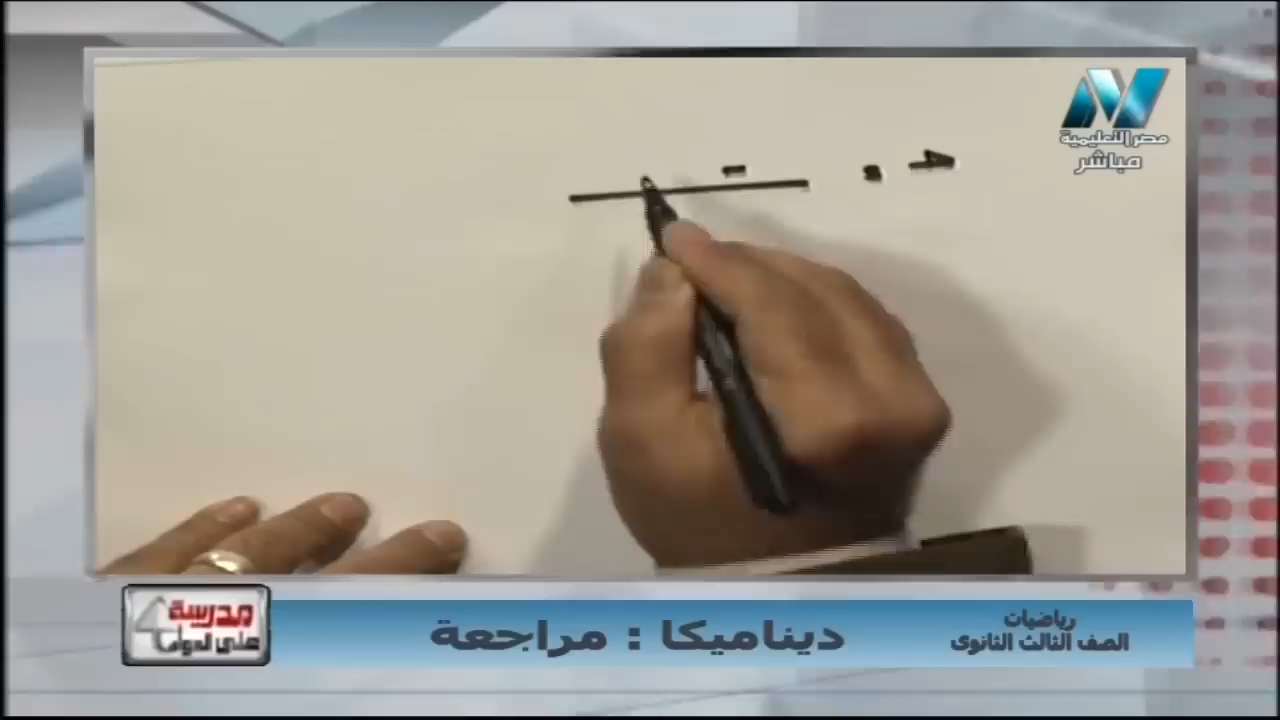 مصر التعليمية
مباشر
رياضيات
الصف الثالث الثانوى
ديناميكا : مراجعة
مدرسة
على الهواء